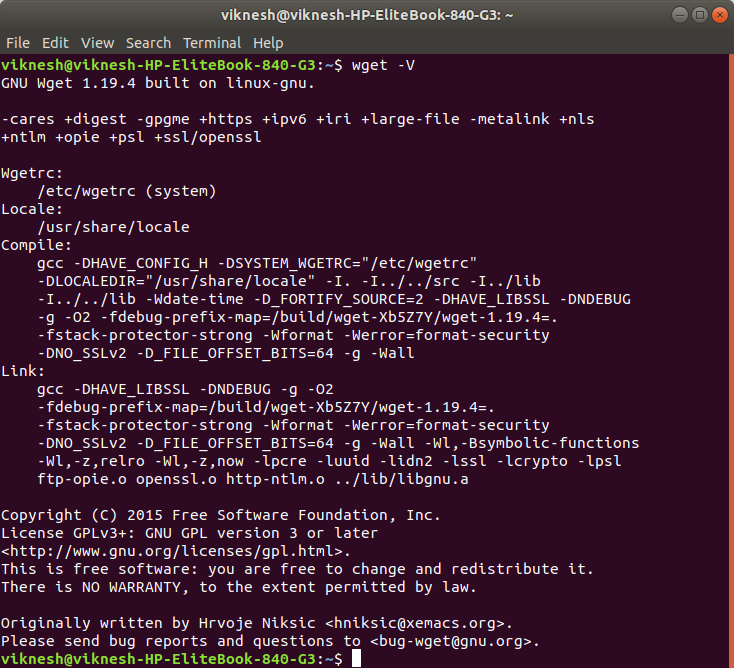 viknesh@viknesh-HP-EliteBook-840-G3: ~
File Edit View Search Terminal Help
viknesh@viknesh-HP-EliteBook-840-G3:~$ wget -V
GNU Wget 1.19.4 built on linux-gnu.
-cares +digest -gpgme +https +ipv6 +iri +large-file -metalink +nls
+ntlm +opie +psl +ssl/openssl
Wgetrc:
/etc/wgetrc (system)
Locale:
/usr/share/locale
Compile:
gcc -DHAVE_CONFIG_H -DSYSTEM_WGETRC="/etc/wgetrc"
-DLOCALEDIR="/usr/share/locale" -I. -I../../src -I../lib
-I../../lib -Wdate-time -D_FORTIFY_SOURCE=2 -DHAVE_LIBSSL -DNDEBUG
-g -O2 -fdebug-prefix-map=/build/wget-Xb5Z7Y/wget-1.19.4=.
-fstack-protector-strong -Wformat -Werror=format-security
-DNO_SSLv2 -D_FILE_OFFSET_BITS=64 -g -Wall
Link:
gcc -DHAVE_LIBSSL -DNDEBUG -g -O2
-fdebug-prefix-map=/build/wget-Xb5Z7Y/wget-1.19.4=.
-fstack-protector-strong -Wformat -Werror=format-security
-DNO_SSLv2 -D_FILE_OFFSET_BITS=64 -g -Wall -Wl,-Bsymbolic-functions
-Wl,-z,relro -Wl,-z,now -lpcre -luuid -lidn2 -lssl -lcrypto -lpsl
ftp-opie.o openssl.o http-ntlm.o ../lib/libgnu.a
Copyright (C) 2015 Free Software Foundation, Inc.
License GPLv3+: GNU GPL version 3 or later
<http://www.gnu.org/licenses/gpl.html>.
This is free software: you are free to change and redistribute it.
There is NO WARRANTY, to the extent permitted by law.
Originally written by Hrvoje Niksic <hniksic@xemacs.org>.
Please send bug reports and questions to <bug-wget@gnu.org>.
viknesh@viknesh-HP-EliteBook-840-G3:~$